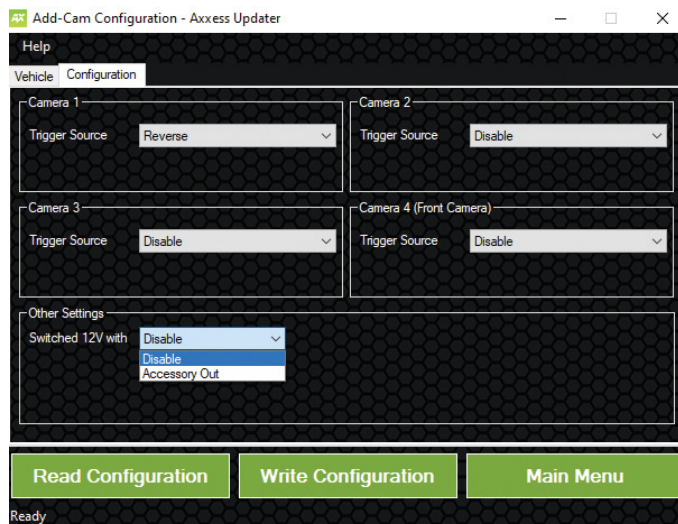 AX Add-Cam Configuration - Axxess Updater
Help
Vehicle Configuration
Camera 1
Trigger Source Reverse
Camera 2
Trigger Source Disable
Camera 3
Trigger Source Disable
Camera 4 (Front Camera)
Trigger Source Disable
Other Settings
Switched 12V with Disable
Disable
Accessory Out
Read Configuration Write Configuration Main Menu
Ready